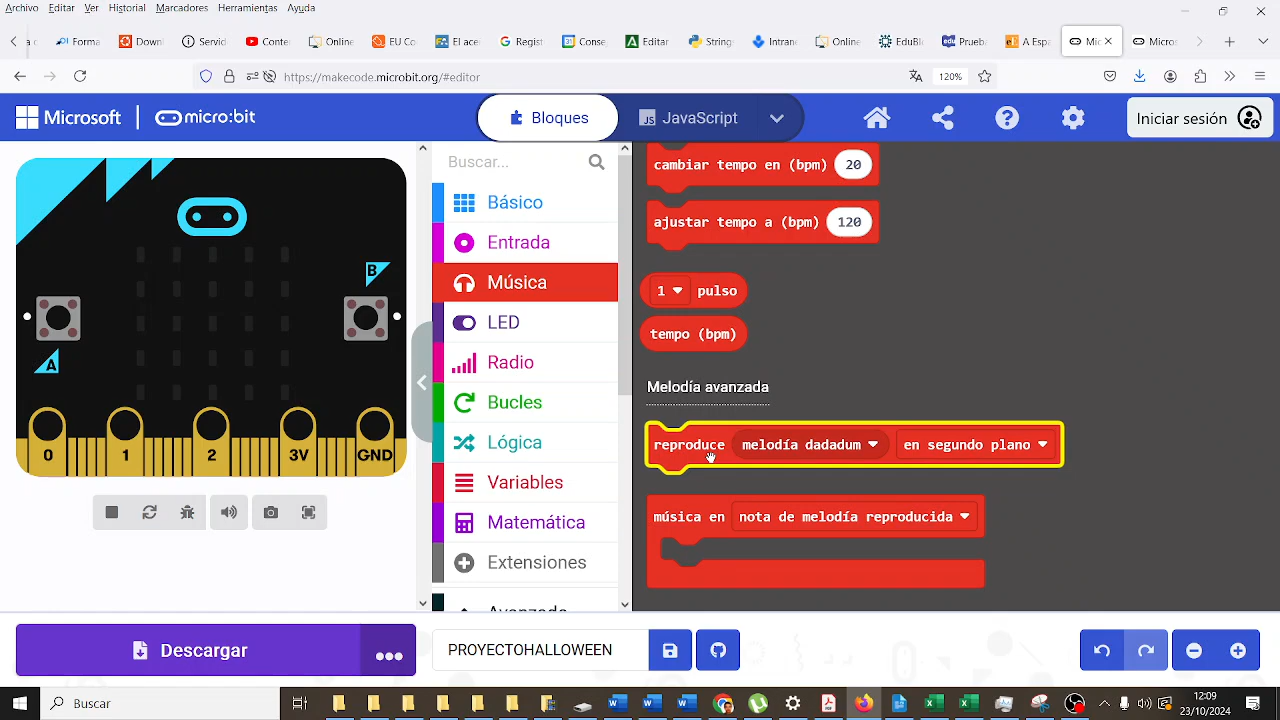 Archivo Editar Ver Historial Marcadores Herramientas Ayuda
Forma Down Servid Conte Online EU Co El ace Regist Conse Editar String Intran Online EduBl Prueb A Esp Mic Micro:
https://makecode.microbit.org/#editor 120%
Microsoft micro:bit Bloques JavaScript Iniciar sesión
cambiar tempo en (bpm) 20
ajustar tempo a (bpm) 120
1 pulso
tempo (bpm)
Melodía avanzada
reproduce melodía dadadum en segundo plano
música en nota de melodía reproducida
Buscar...
Básico
Entrada
Música
LED
Radio
Bucles
Lógica
Variables
Matemática
Extensiones
Avanzado
B
A
0 1 2 3V GND
Descargar ••• PROYECTOHALLOWEEN
Buscar
12:09
23/10/2024